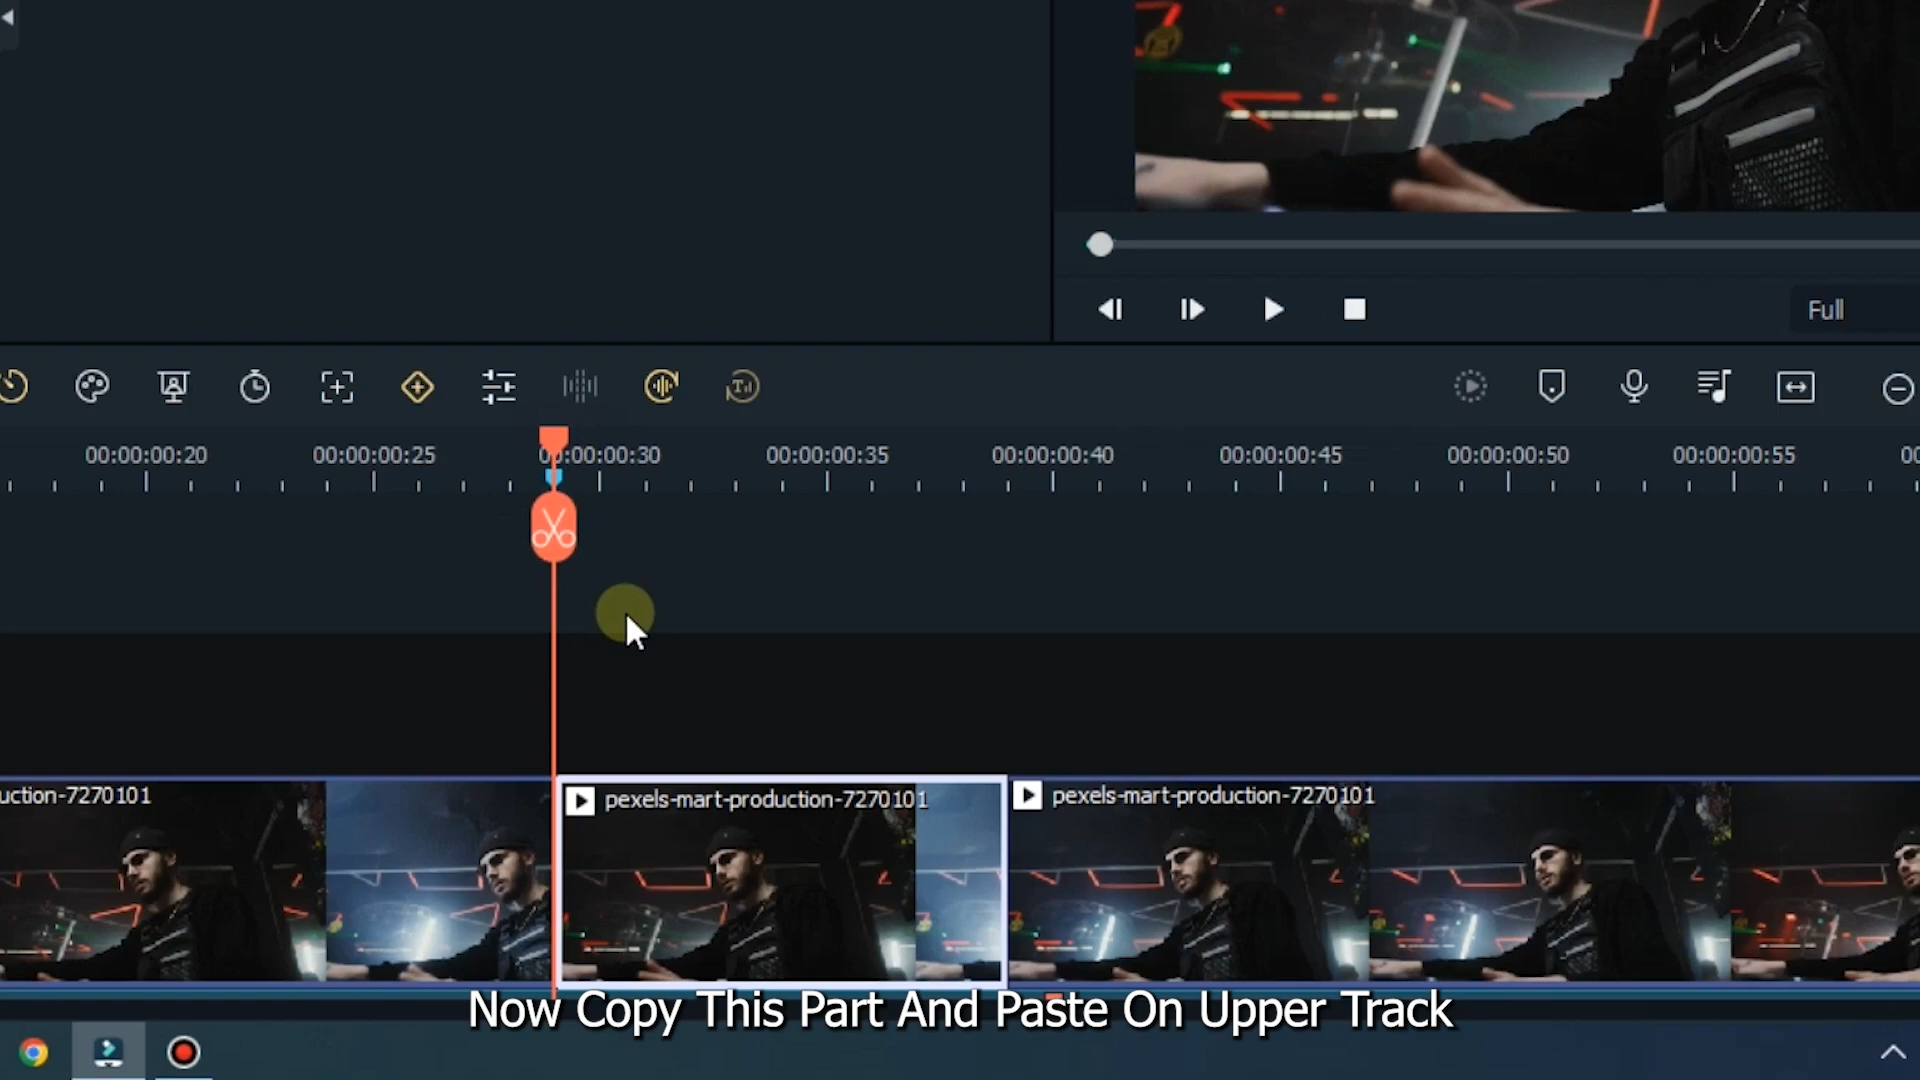 Full
00:00:00:20 00:00:00:25 00:00:00:30 00:00:00:35 00:00:00:40 00:00:00:45 00:00:00:50 00:00:00:55 00
uction-7270101 pexels-mart-production-7270101 pexels-mart-production-7270101
Now Copy This Part And Paste On Upper Track